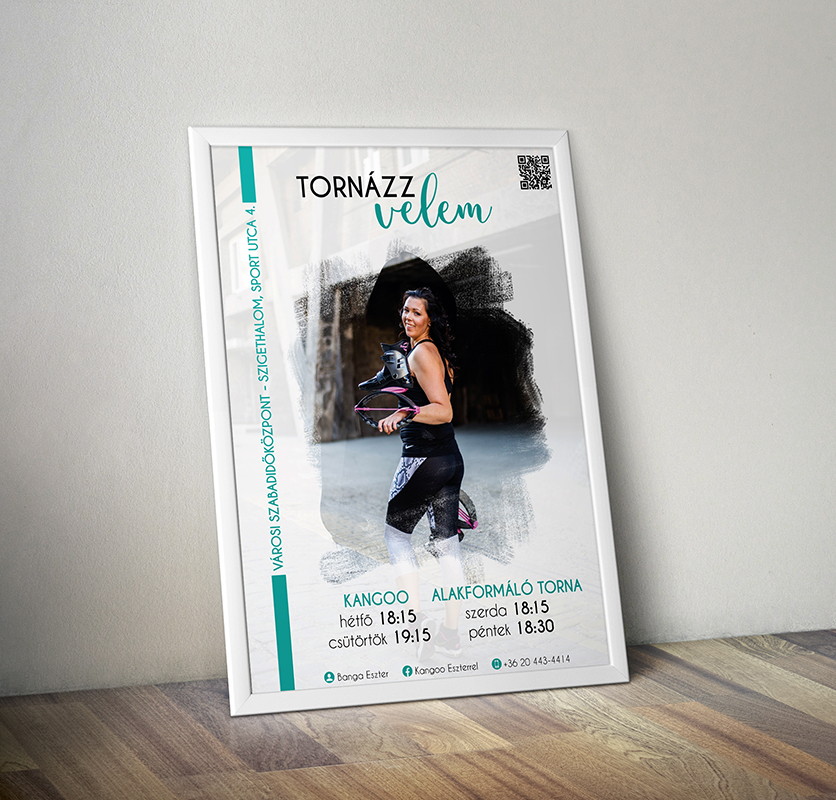 TORNÁZZ
velem
VÁROSI SZABADIDŐKÖZPONT - SZIGETHALOM, SPORT UTCA 4.
KANGOO
hétfő 18:15
csütörtök 19:15
ALAKFORMÁLÓ TORNA
szerda 18:15
péntek 18:30
Banga Eszter
Kangoo Eszterrel
+36 20 443-4414